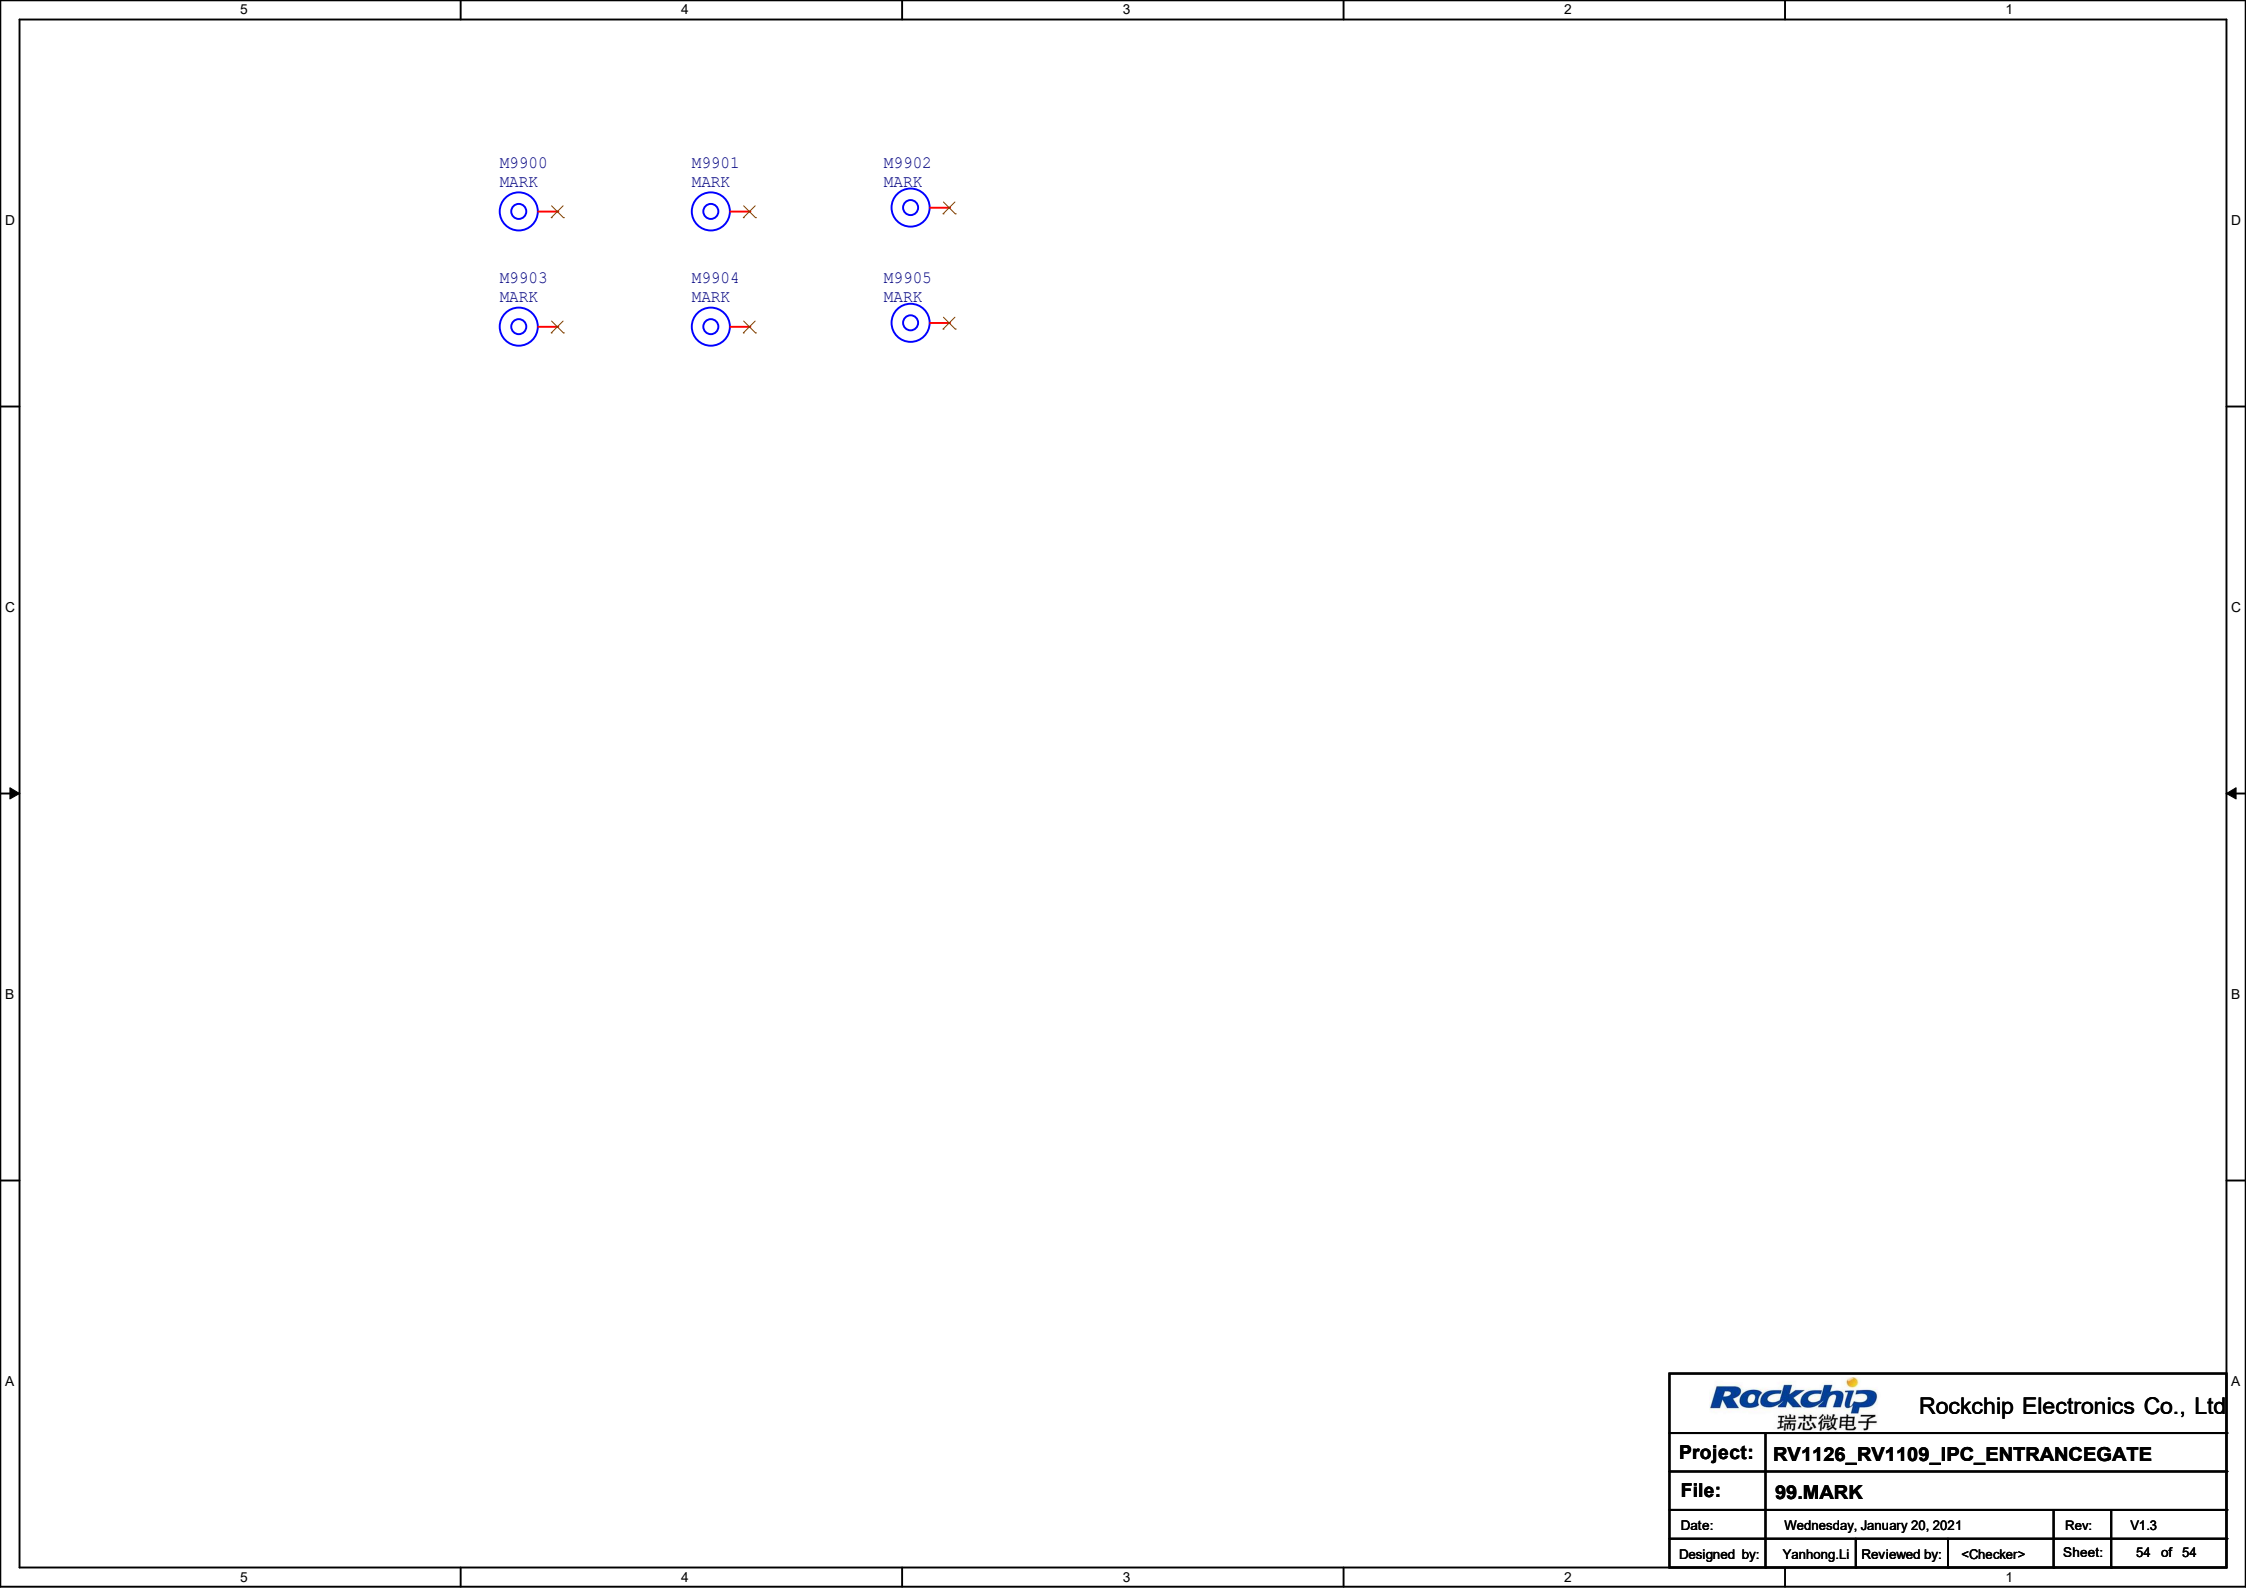 5 4 3 2 1
M9900 M9901 M9902
MARK MARK MARK
D D
M9903 M9904 M9905
MARK MARK MARK
C C
B B
A A
Rockchip Rockchip Electronics Co., Ltd
瑞芯微电子
Project: RV1126_RV1109_IPC_ENTRANCEGATE
File: 99.MARK
Date: Wednesday, January 20, 2021 Rev: V1.3
Designed by: Yanhong.Li Reviewed by: <Checker> Sheet: 54 of 54
5 4 3 2 1